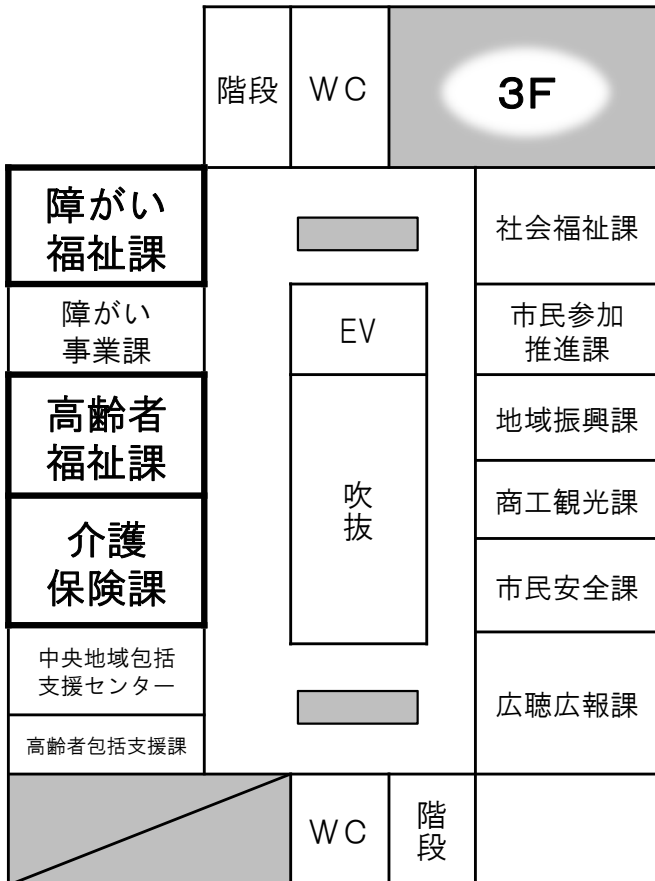 階段
ＷＣ
3F
障がい
福祉課
社会福祉課
障がい
事業課
EV
市民参加
推進課
高齢者
福祉課
地域振興課
吹抜
商工観光課
介護
保険課
市民安全課
中央地域包括
支援センター
広聴広報課
高齢者包括支援課
ＷＣ
階段